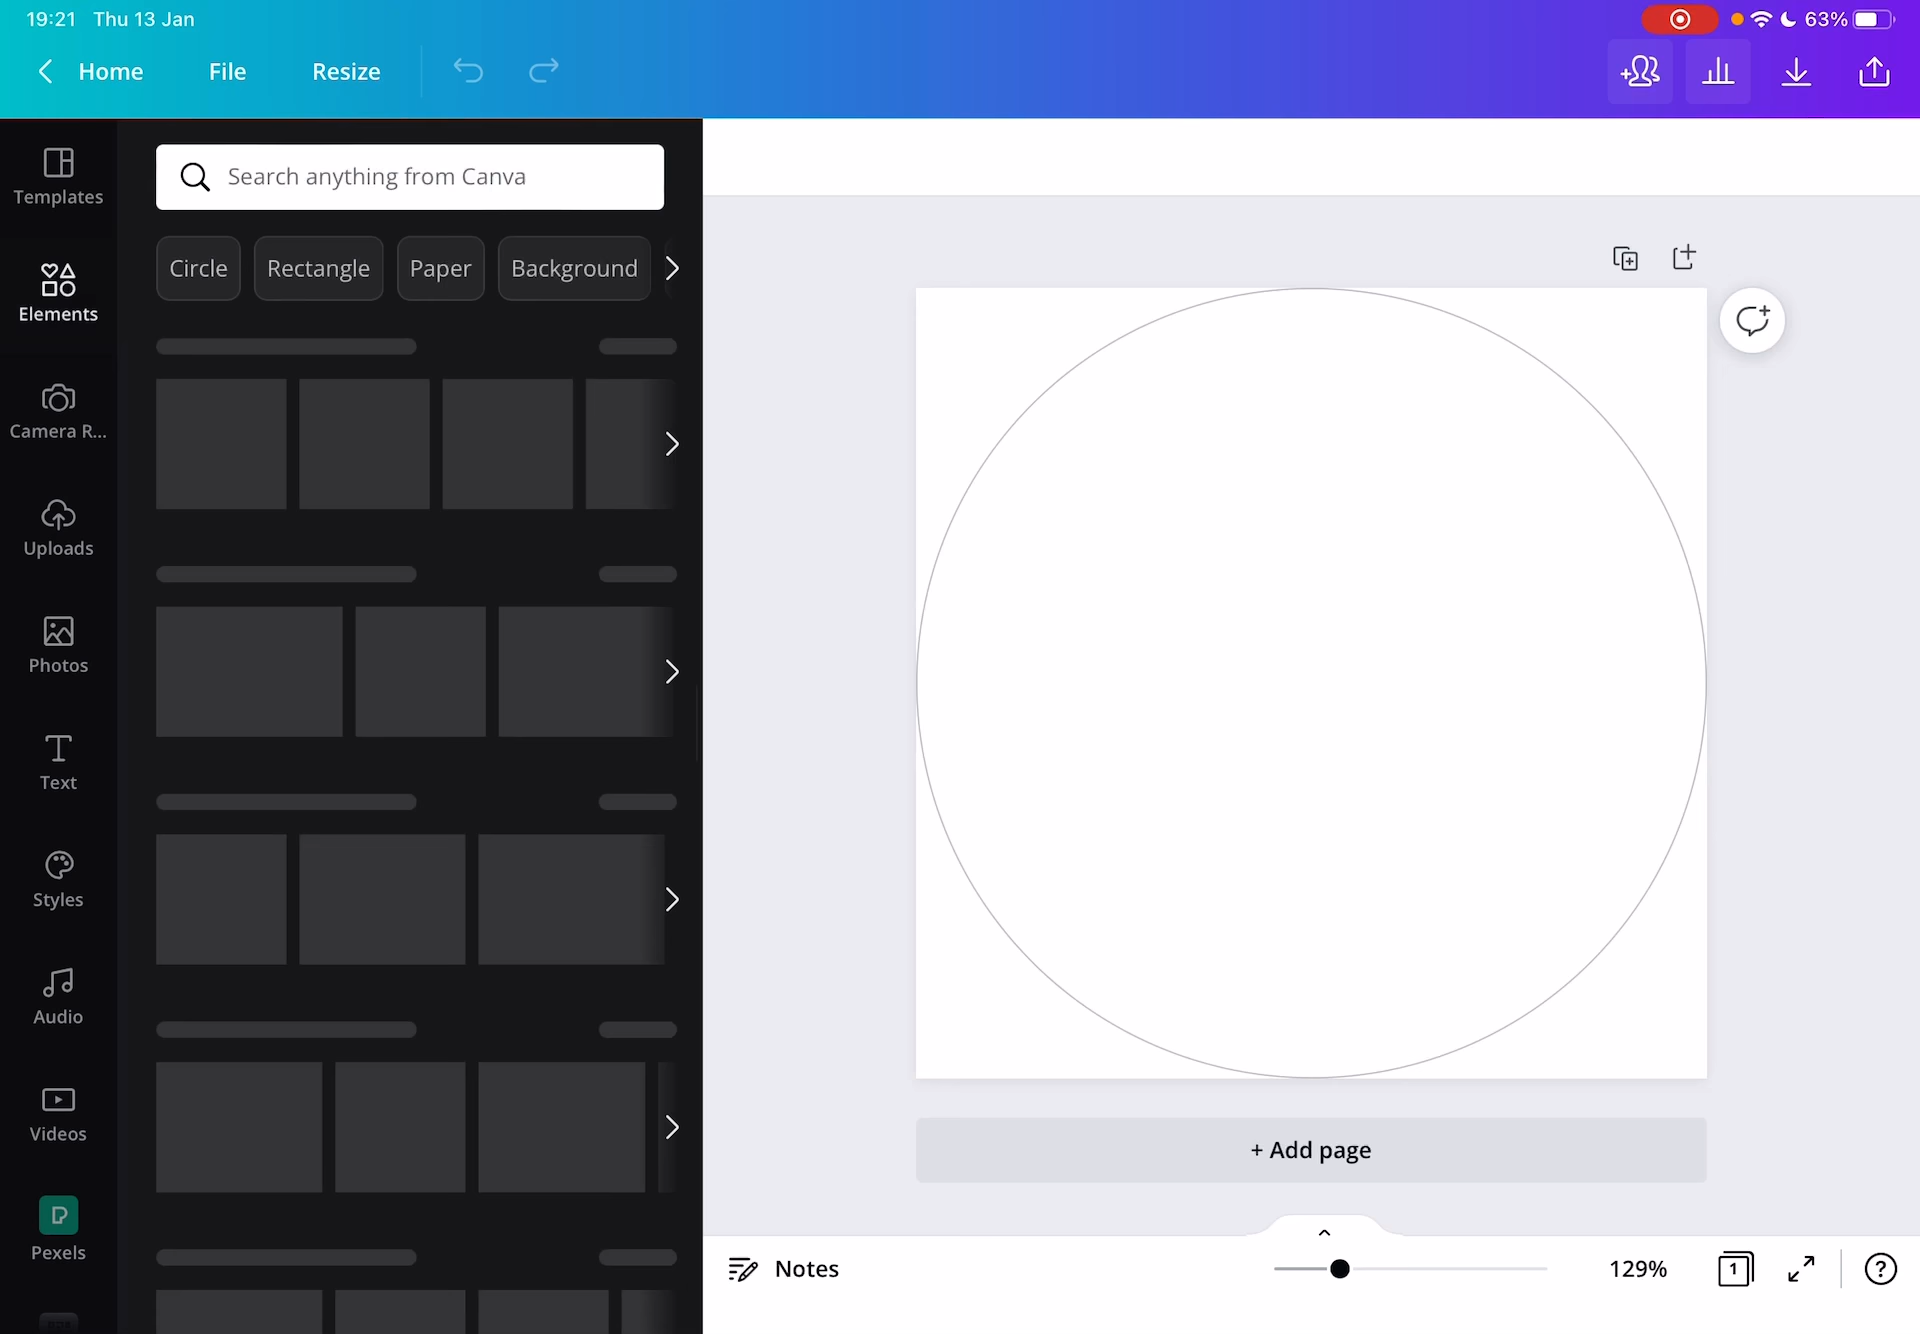 19:21 Thu 13 Jan
63%
Home File Resize
Templates
Elements
Camera R...
Uploads
Photos
Text
Styles
Audio
Videos
Pexels
Search anything from Canva
Circle Rectangle Paper Background
+ Add page
Notes
129%
1
?